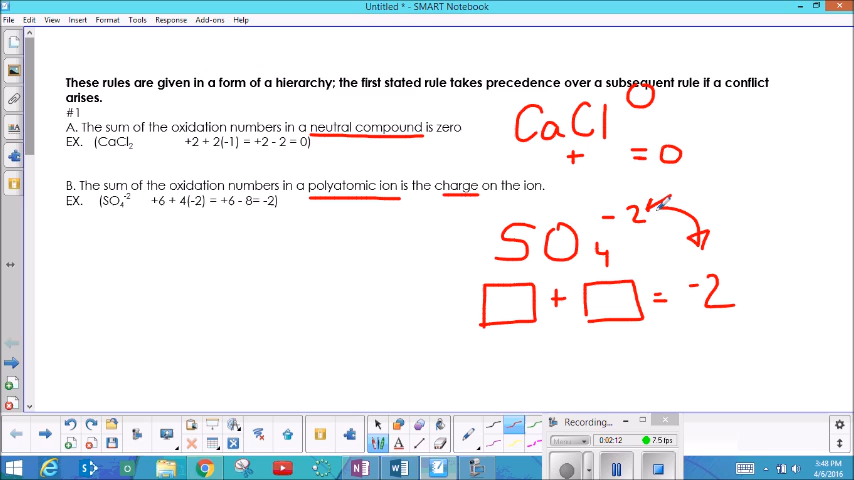 Untitled * - SMART Notebook
File Edit View Insert Format Tools Response Add-ons Help
These rules are given in a form of a hierarchy; the first stated rule takes precedence over a subsequent rule if a conflict
arises.
#1
A. The sum of the oxidation numbers in a neutral compound is zero
EX. (CaCl₂ +2 + 2(-1) = +2 - 2 = 0)
B. The sum of the oxidation numbers in a polyatomic ion is the charge on the ion.
EX. (SO₄⁻² +6 + 4(-2) = +6 - 8= -2)
CaCl⁰
+ = 0
SO₄⁻²
+ = -2
Recording...
Menu
0:02:12
7.5 fps
3:48 PM
4/6/2016